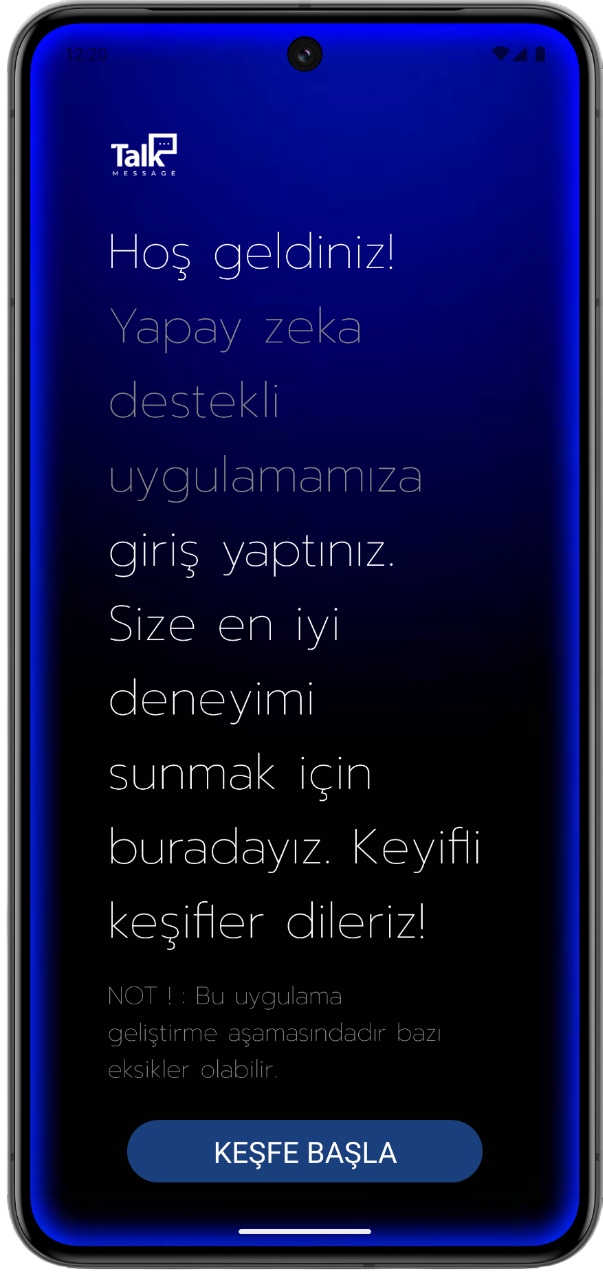 12:20
Talk
MESSAGE
Hoş geldiniz!
Yapay zeka
destekli
uygulamamıza
giriş yaptınız.
Size en iyi
deneyimi
sunmak için
buradayız. Keyifli
keşifler dileriz!
NOT ! : Bu uygulama
geliştirme aşamasındadır bazı
eksikler olabilir.
KEŞFE BAŞLA